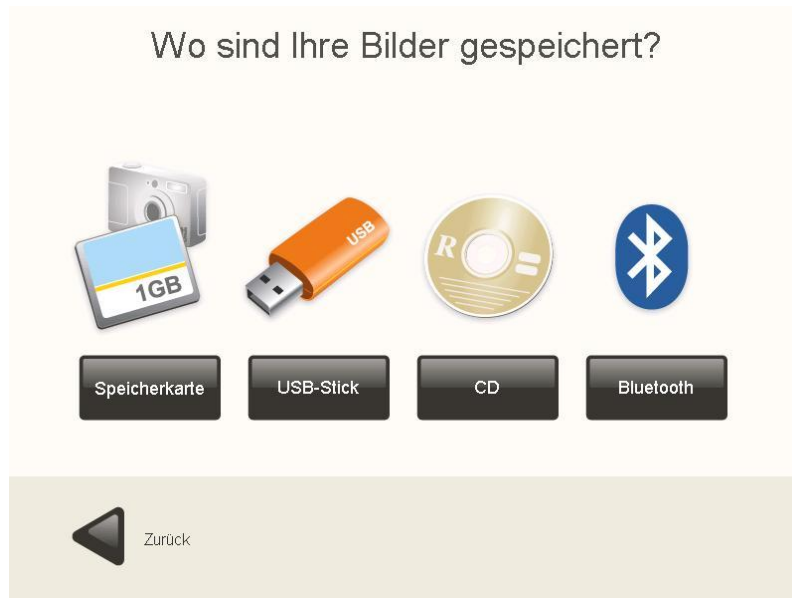 Wo sind Ihre Bilder gespeichert?
1GB
USB
R
Speicherkarte
USB-Stick
CD
Bluetooth
Zurück